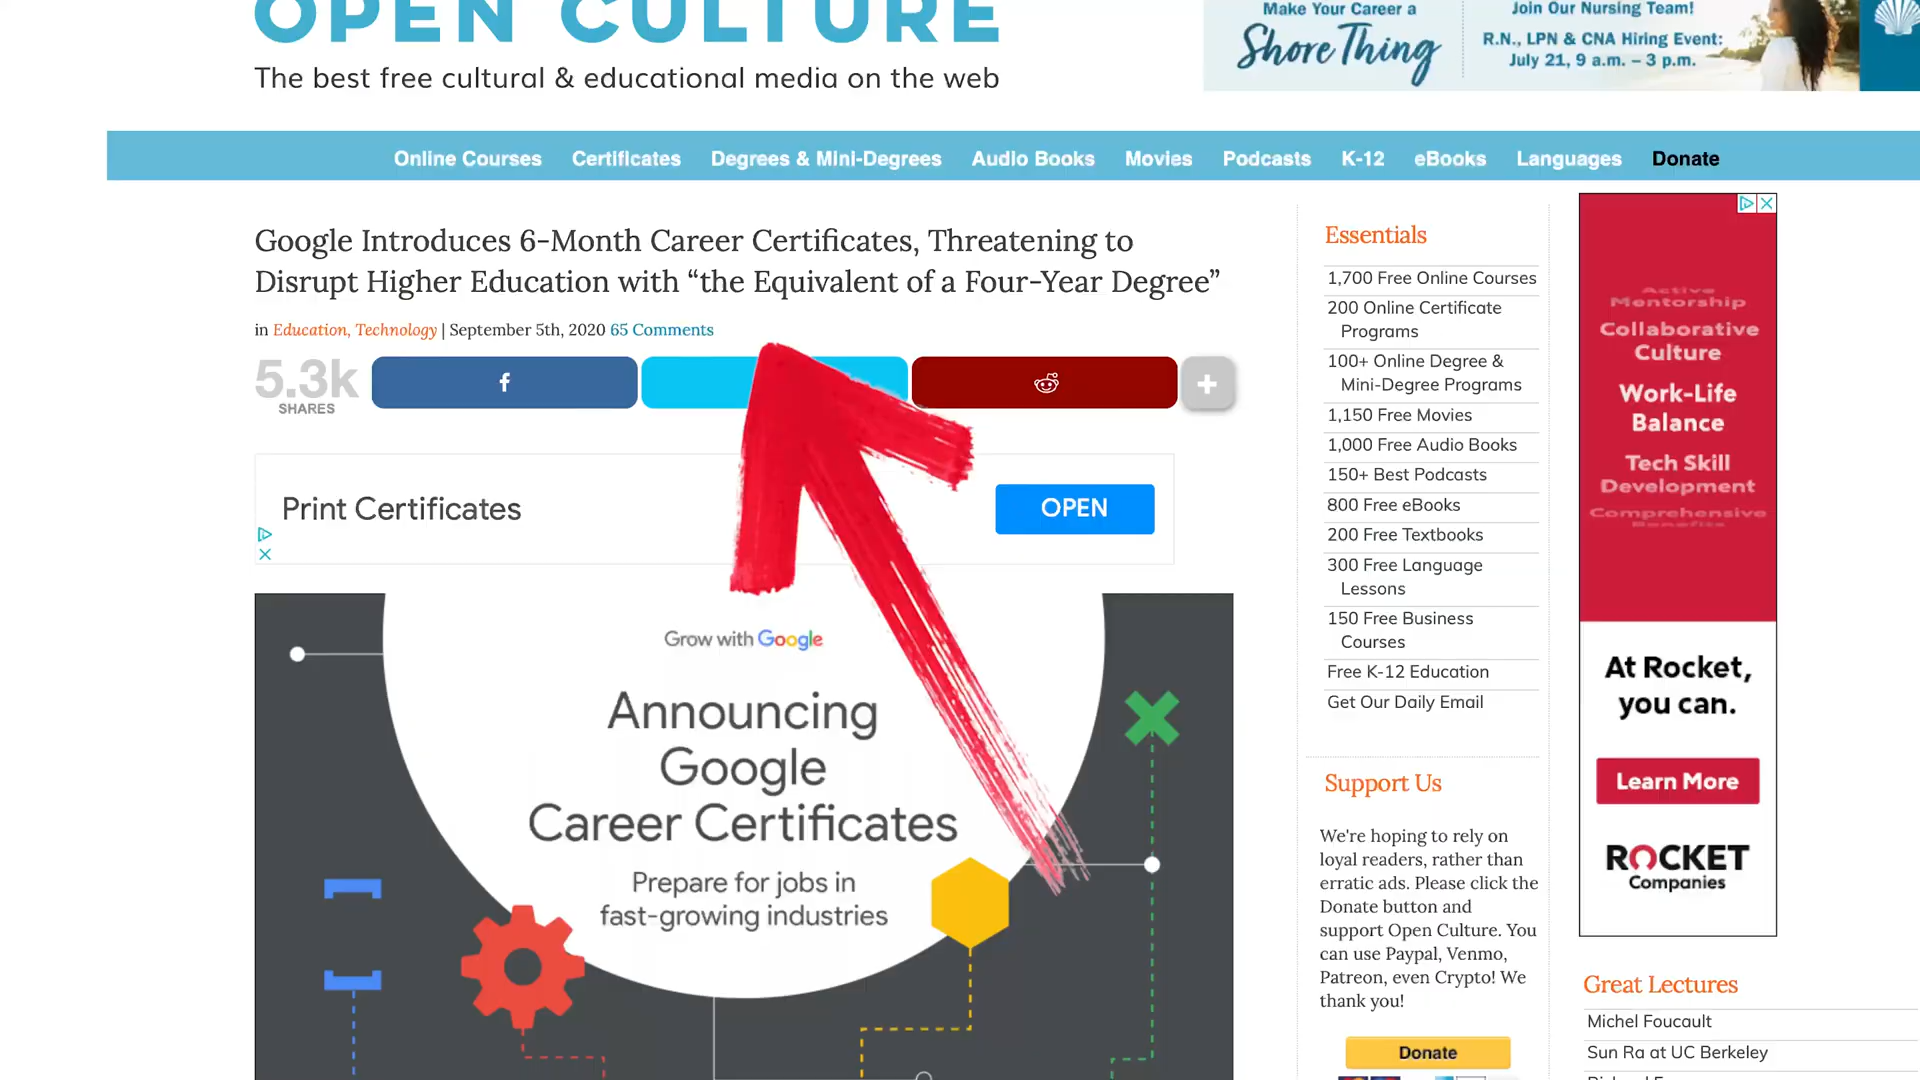 OPEN CULTURE
The best free cultural & educational media on the web
Make Your Career a
Shore Thing
Join Our Nursing Team!
R.N., LPN & CNA Hiring Event:
July 21, 9 a.m. – 3 p.m.
Online Courses Certificates Degrees & Mini-Degrees Audio Books Movies Podcasts K-12 eBooks Languages Donate
Google Introduces 6-Month Career Certificates, Threatening to
Disrupt Higher Education with “the Equivalent of a Four-Year Degree”
in Education, Technology | September 5th, 2020 65 Comments
5.3k
SHARES
Print Certificates
OPEN
Grow with Google
Announcing
Google
Career Certificates
Prepare for jobs in
fast-growing industries
Essentials
1,700 Free Online Courses
200 Online Certificate
Programs
100+ Online Degree &
Mini-Degree Programs
1,150 Free Movies
1,000 Free Audio Books
150+ Best Podcasts
800 Free eBooks
200 Free Textbooks
300 Free Language
Lessons
150 Free Business
Courses
Free K-12 Education
Get Our Daily Email
Support Us
We're hoping to rely on
loyal readers, rather than
erratic ads. Please click the
Donate button and
support Open Culture. You
can use Paypal, Venmo,
Patreon, even Crypto! We
thank you!
Donate
Active
Mentorship
Collaborative
Culture
Work-Life
Balance
Tech Skill
Development
Comprehensive
Benefits
At Rocket,
you can.
Learn More
ROCKET
Companies
Great Lectures
Michel Foucault
Sun Ra at UC Berkeley